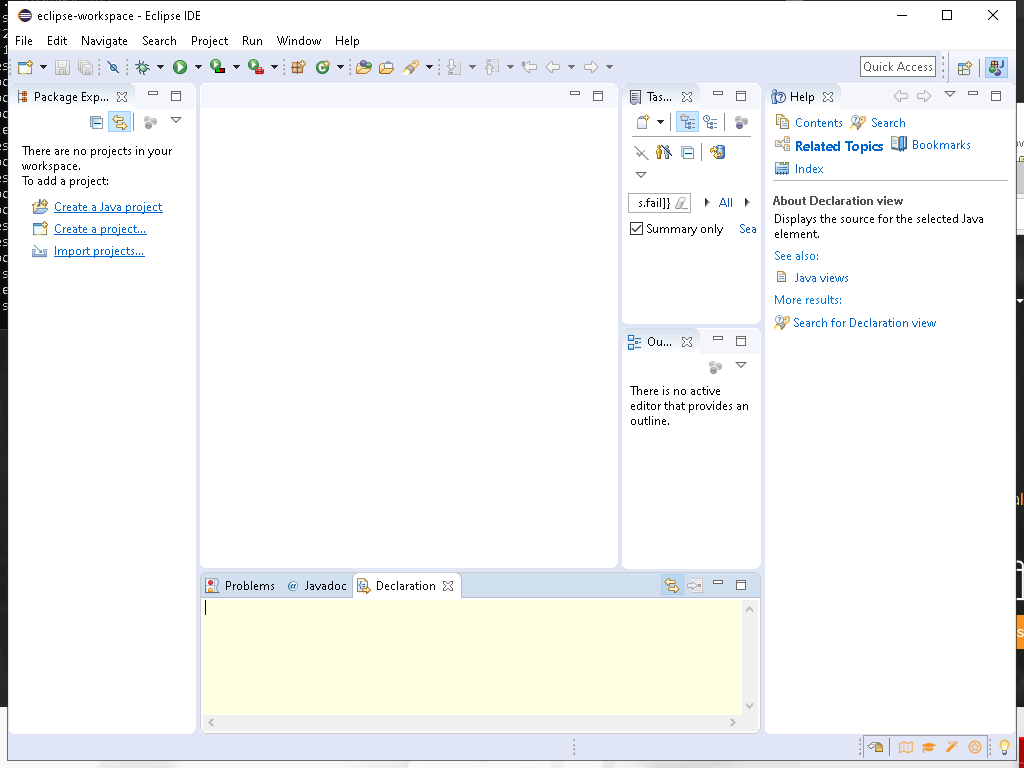 eclipse-workspace - Eclipse IDE
File Edit Navigate Search Project Run Window Help
Quick Access
Package Exp...
There are no projects in your
workspace.
To add a project:
Create a Java project
Create a project...
Import projects...
Tas...
s.fail]}
All
Summary only
Sea
Ou...
There is no active
editor that provides an
outline.
Help
Contents
Search
Related Topics
Bookmarks
Index
About Declaration view
Displays the source for the selected Java
element.
See also:
Java views
More results:
Search for Declaration view
Problems
@ Javadoc
Declaration